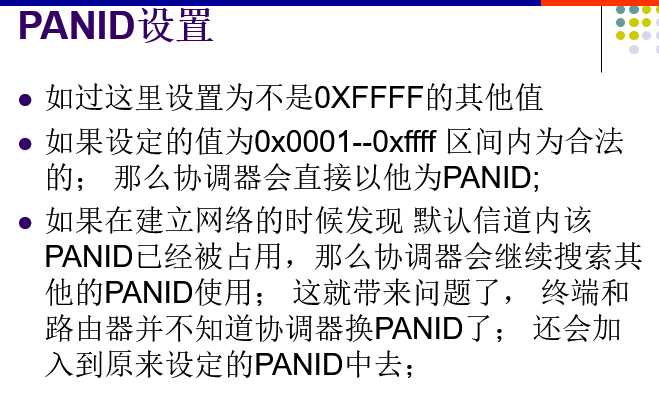 PANID设置
如过这里设置为不是0XFFFF的其他值
如果设定的值为0x0001--0xffff 区间内为合法
的； 那么协调器会直接以他为PANID;
如果在建立网络的时候发现 默认信道内该
PANID已经被占用，那么协调器会继续搜索其
他的PANID使用； 这就带来问题了， 终端和
路由器并不知道协调器换PANID了； 还会加
入到原来设定的PANID中去；